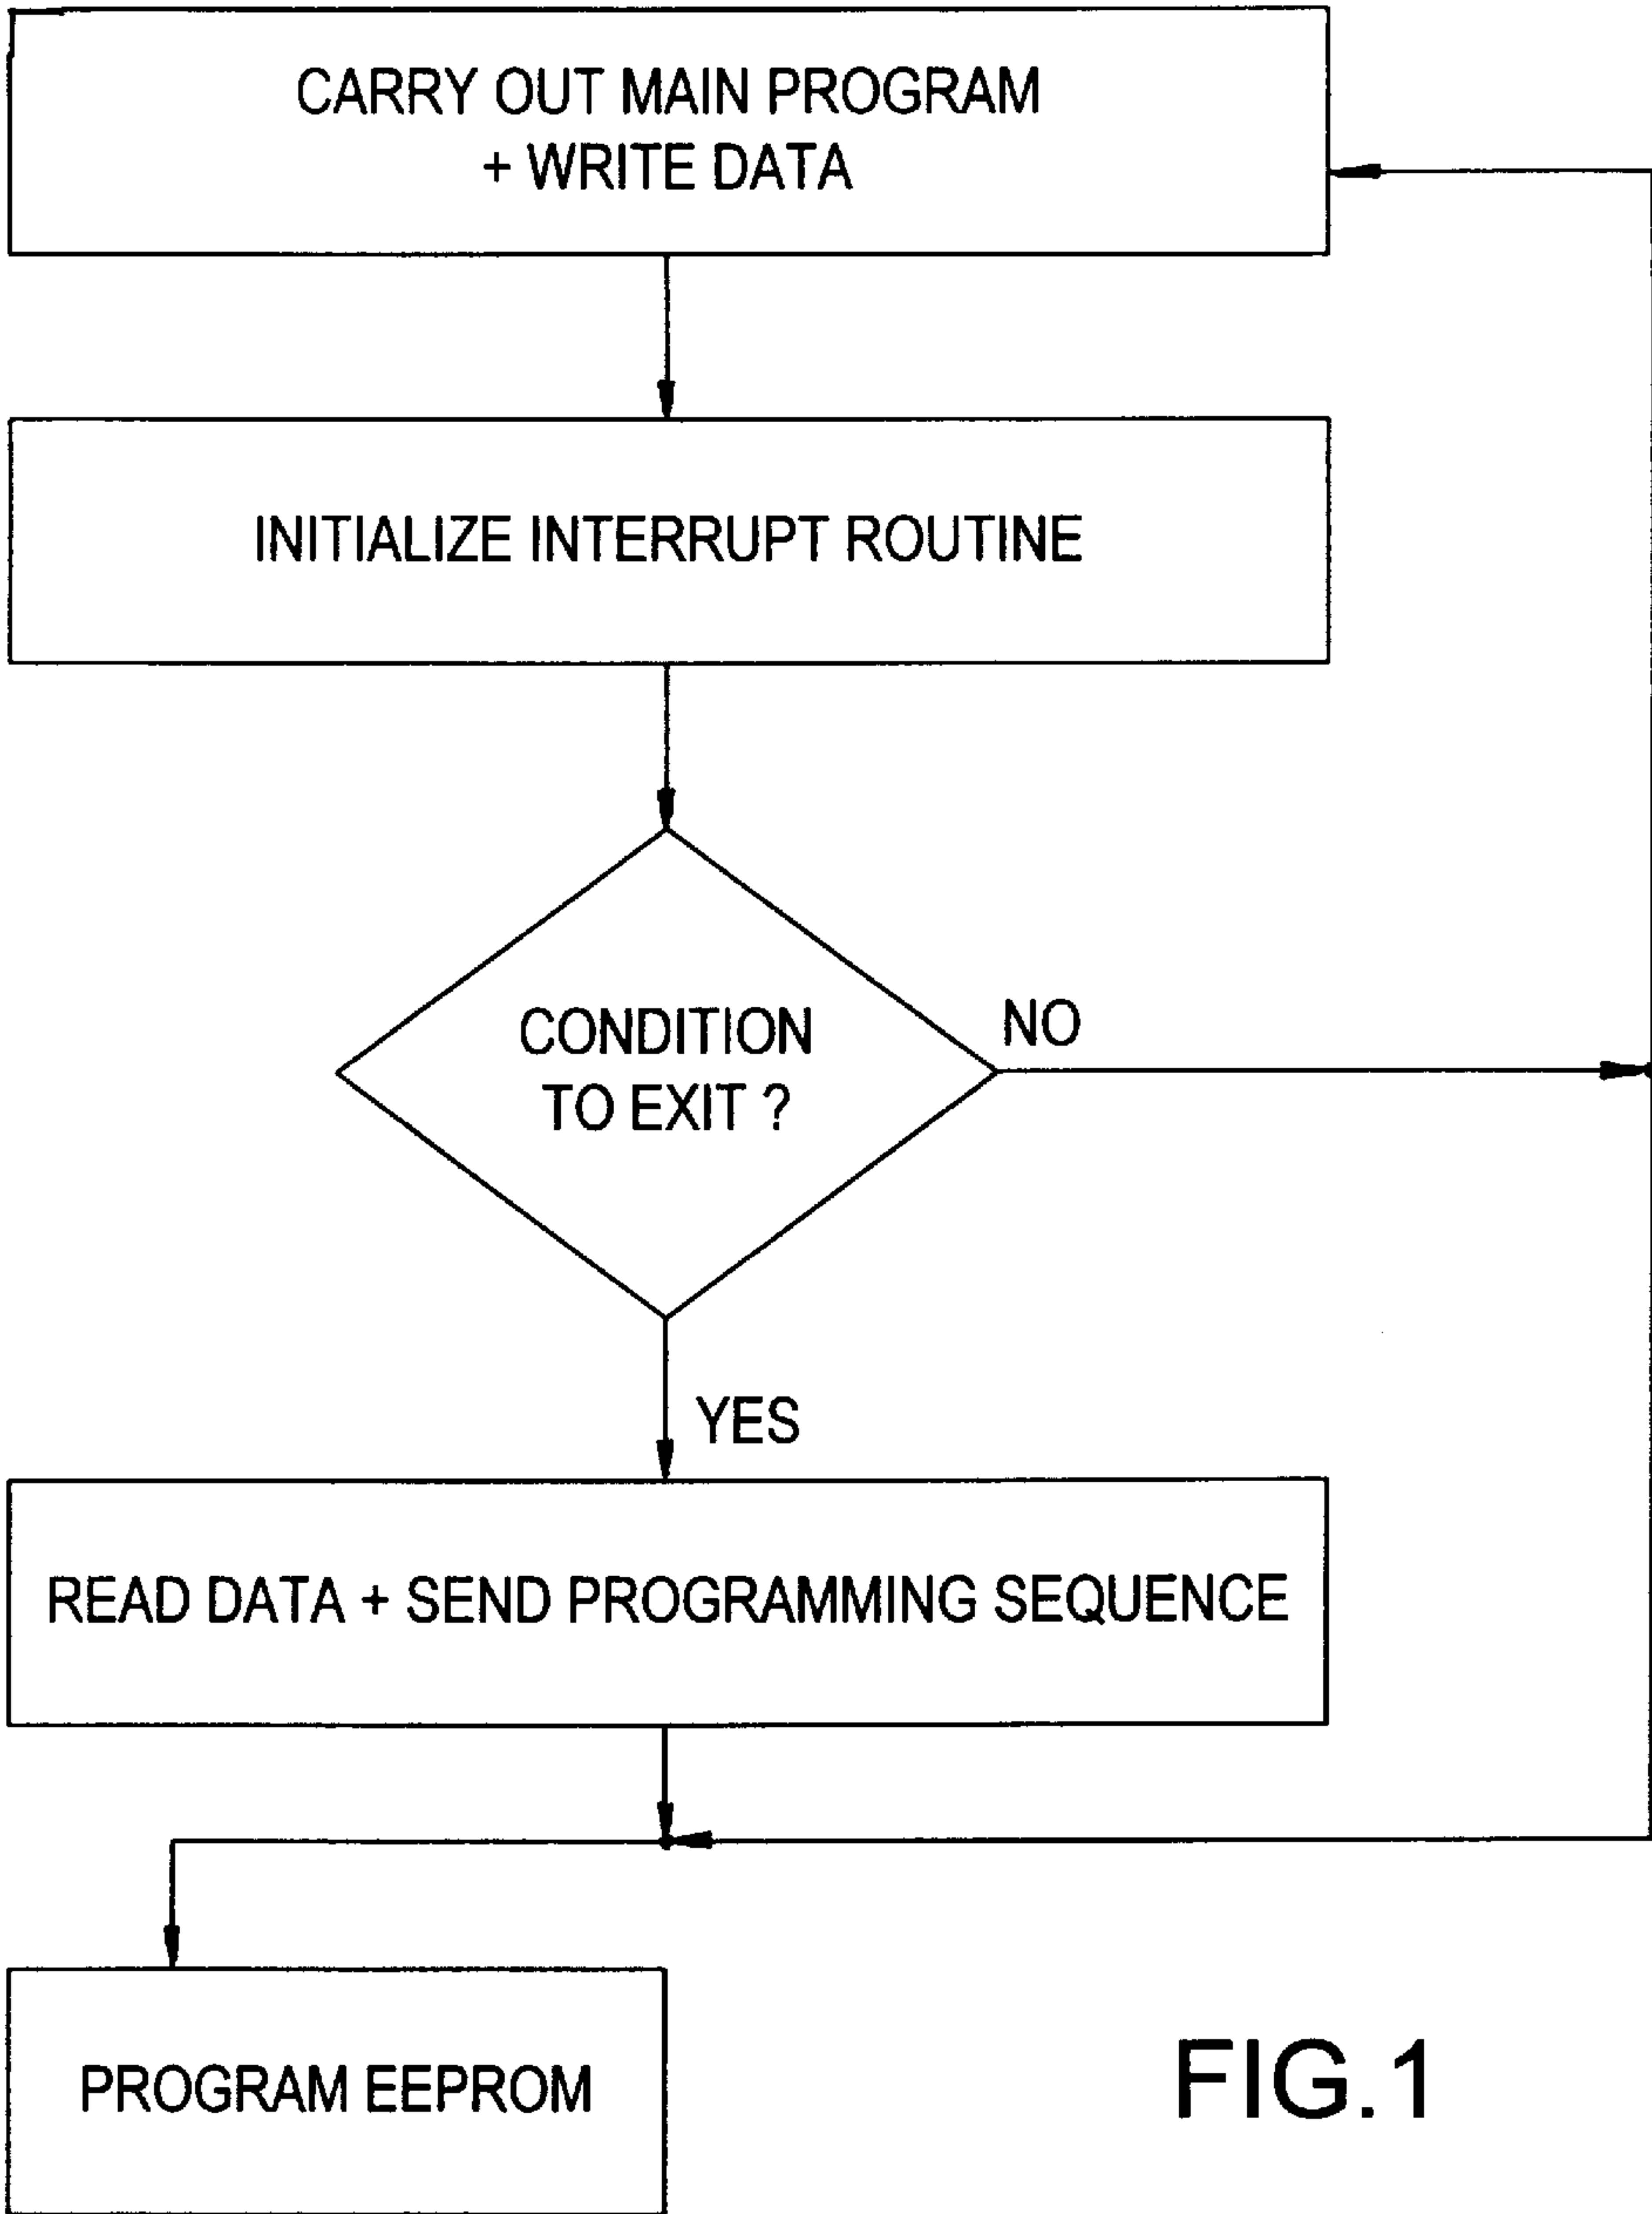 CARRY OUT MAIN PROGRAM
+ WRITE DATA
INITIALIZE INTERRUPT ROUTINE
CONDITION
TO EXIT ?
NO
YES
READ DATA + SEND PROGRAMMING SEQUENCE
PROGRAM EEPROM
FIG.1